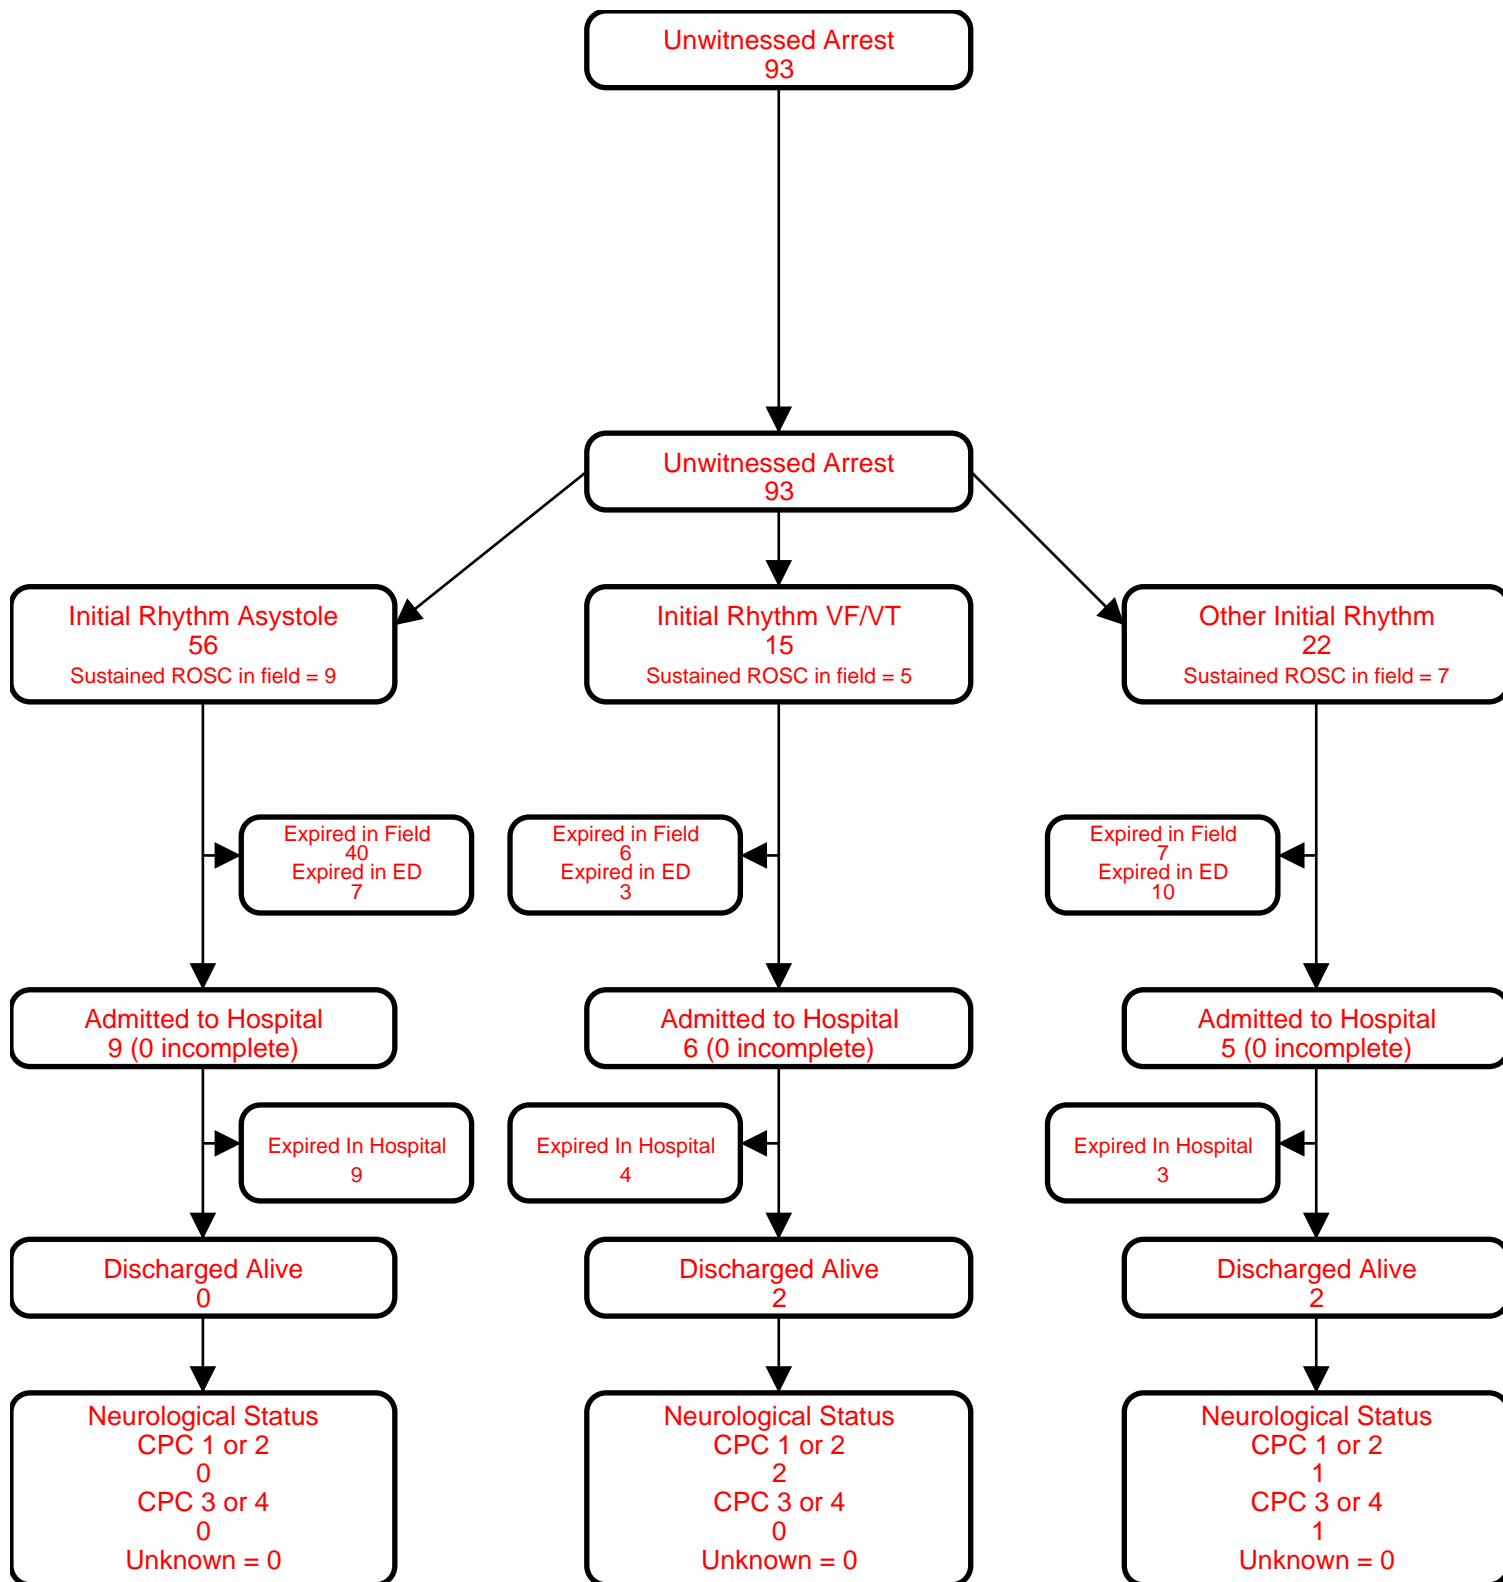 Unwitnessed Arrest
93
Unwitnessed Arrest
93
Initial Rhythm Asystole
56
Sustained ROSC in field = 9
Initial Rhythm VF/VT
15
Sustained ROSC in field = 5
Other Initial Rhythm
22
Sustained ROSC in field = 7
Expired in Field
40
Expired in ED
7
Expired in Field
6
Expired in ED
3
Expired in Field
7
Expired in ED
10
Admitted to Hospital
9 (0 incomplete)
Admitted to Hospital
6 (0 incomplete)
Admitted to Hospital
5 (0 incomplete)
Expired In Hospital
9
Expired In Hospital
4
Expired In Hospital
3
Discharged Alive
0
Discharged Alive
2
Discharged Alive
2
Neurological Status
CPC 1 or 2
0
CPC 3 or 4
0
Unknown = 0
Neurological Status
CPC 1 or 2
2
CPC 3 or 4
0
Unknown = 0
Neurological Status
CPC 1 or 2
1
CPC 3 or 4
1
Unknown = 0